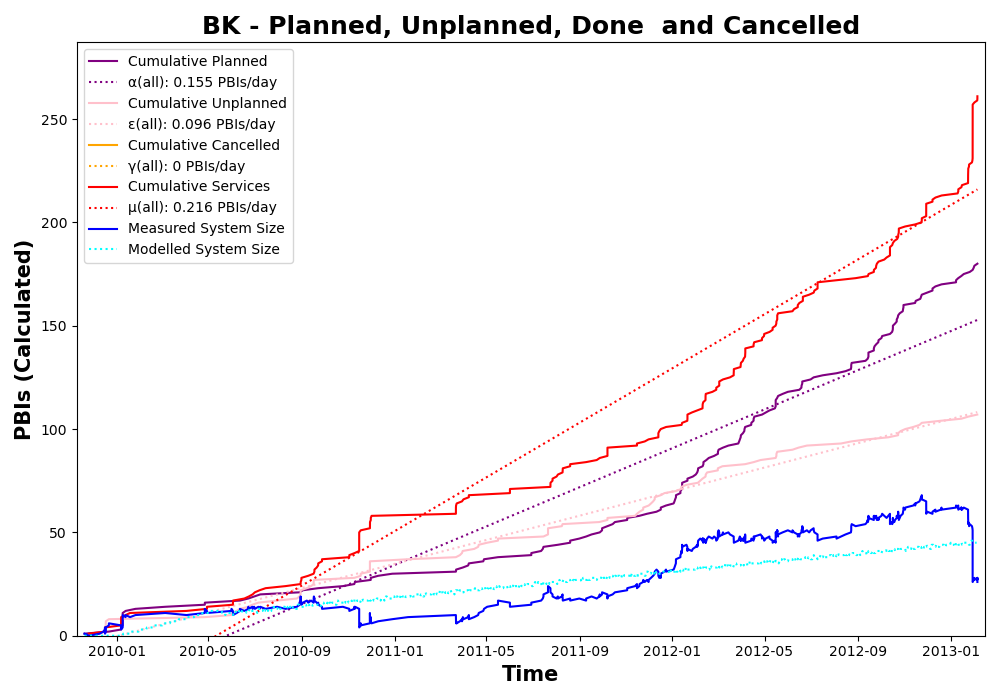 BK - Planned, Unplanned, Done  and Cancelled
Cumulative Planned
α(all): 0.155 PBIs/day
Cumulative Unplanned
ε(all): 0.096 PBIs/day
Cumulative Cancelled
γ(all): 0 PBIs/day
Cumulative Services
μ(all): 0.216 PBIs/day
Measured System Size
Modelled System Size
PBIs (Calculated)
250
200
150
100
50
0
2010-01 2010-05 2010-09 2011-01 2011-05 2011-09 2012-01 2012-05 2012-09 2013-01
Time